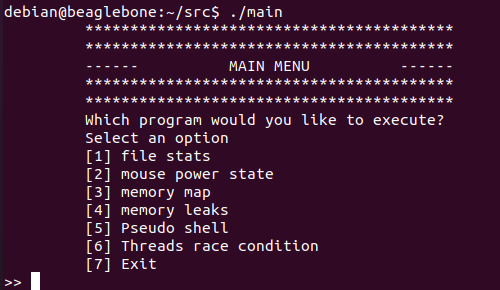 debian@beaglebone:~/src$ ./main
*****************************************
*****************************************
------ MAIN MENU ------
*****************************************
*****************************************
Which program would you like to execute?
Select an option
[1] file stats
[2] mouse power state
[3] memory map
[4] memory leaks
[5] Pseudo shell
[6] Threads race condition
[7] Exit
>>